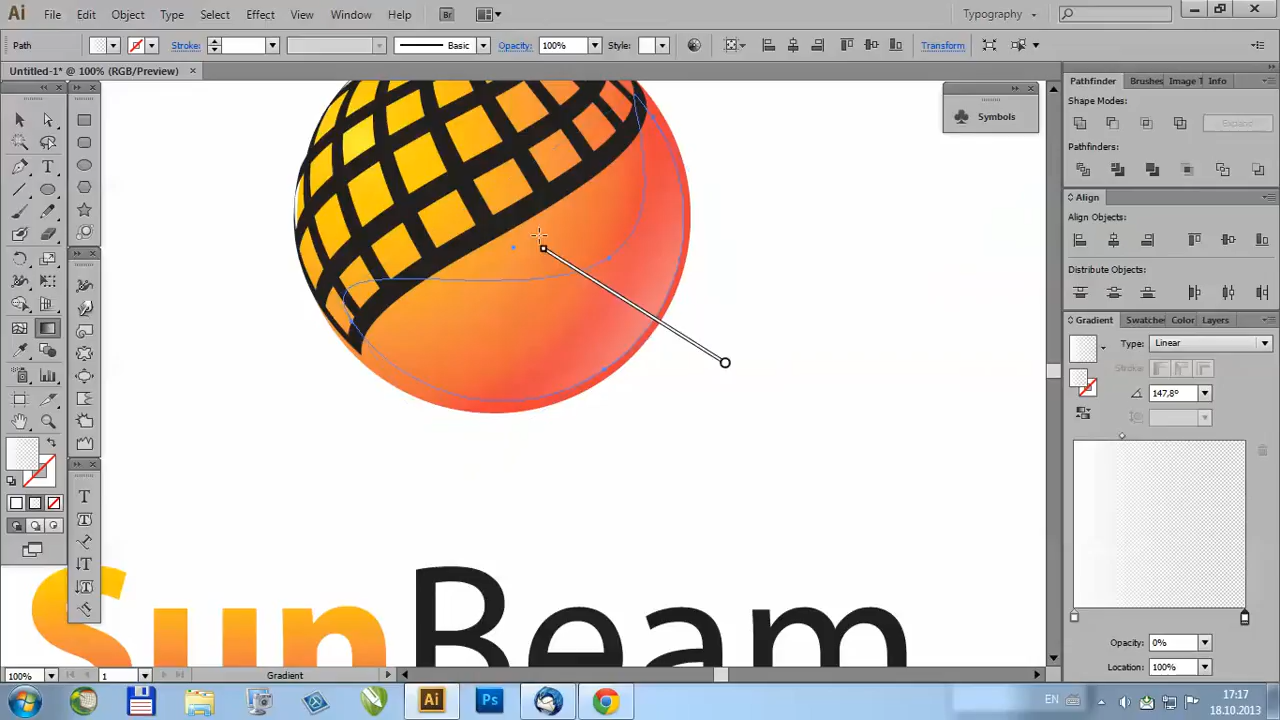 Ai File Edit Object Type Select Effect View Window Help Br Typography
Path Stroke: Basic Opacity: 100% Style: Transform
Untitled-1* @ 100% (RGB/Preview) ×
Pathfinder Brushes Image T Info
Shape Modes:
Expand
Pathfinders:
Symbols
Align
Align Objects:
Distribute Objects:
Gradient Swatches Color Layers
Type: Linear
Stroke:
147,8°
Opacity: 0%
Location: 100%
SunBeam
100% 1 Gradient
Ai Ps EN 17:17
18.10.2013